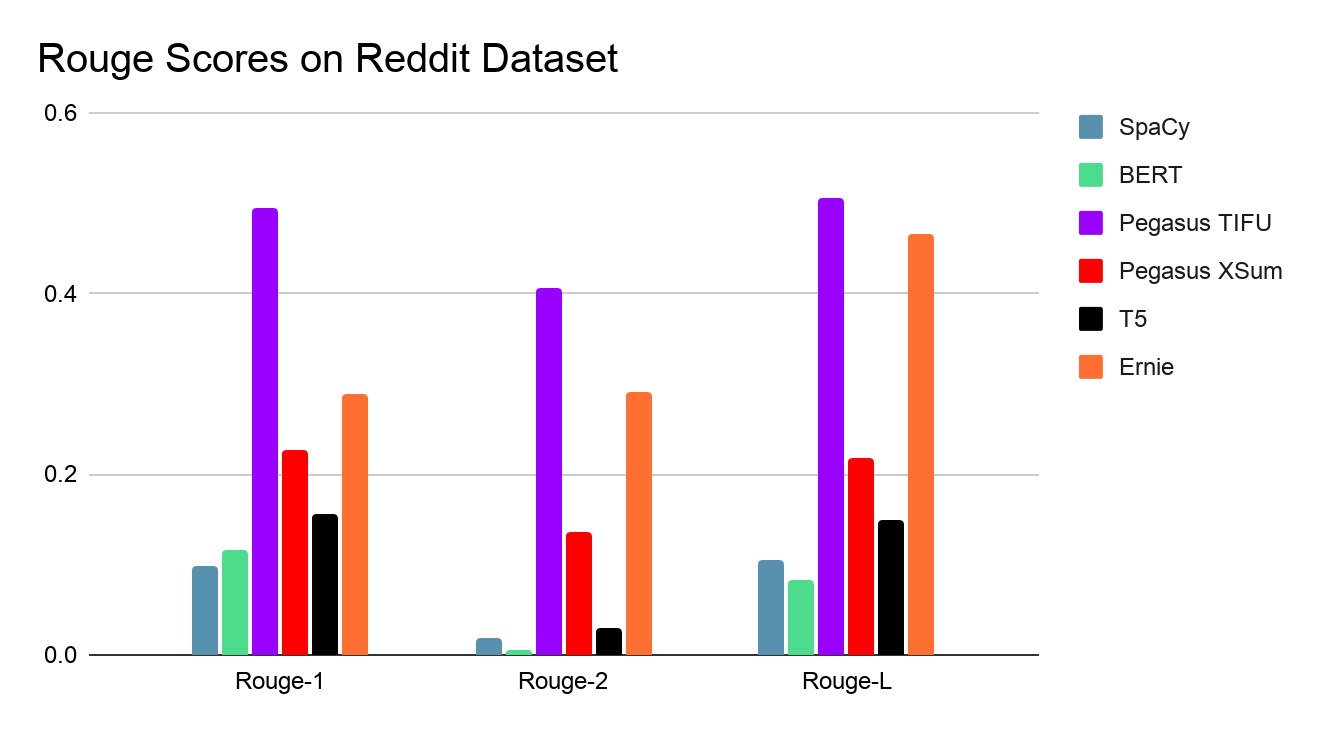 Rouge Scores on Reddit Dataset
0.6
0.4
0.2
0.0
Rouge-1
Rouge-2
Rouge-L
SpaCy
BERT
Pegasus TIFU
Pegasus XSum
T5
Ernie